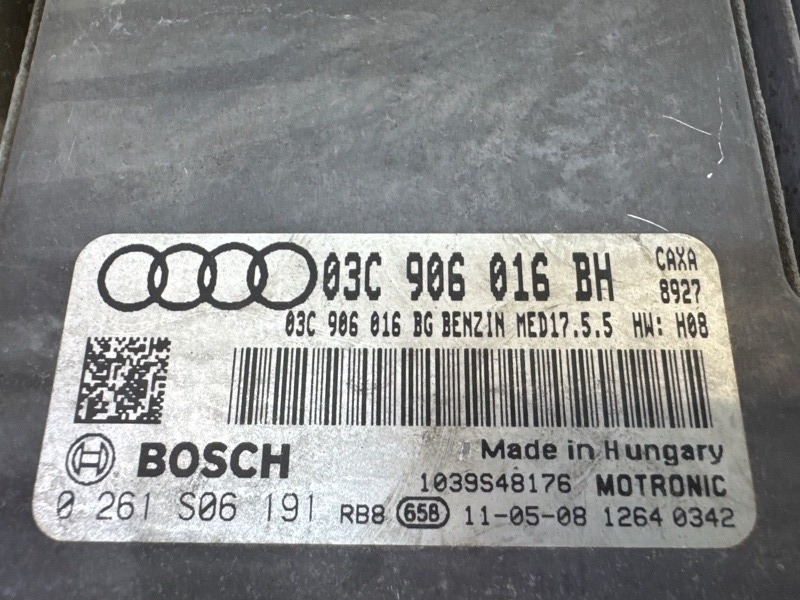 03C 906 016 BH CAXA
8927
03C 906 016 BG BENZIN MED17.5.5 HW: H08
BOSCH Made in Hungary
1039S48176 MOTRONIC
0 261 S06 191 RB8 658 11-05-08 1264 0342